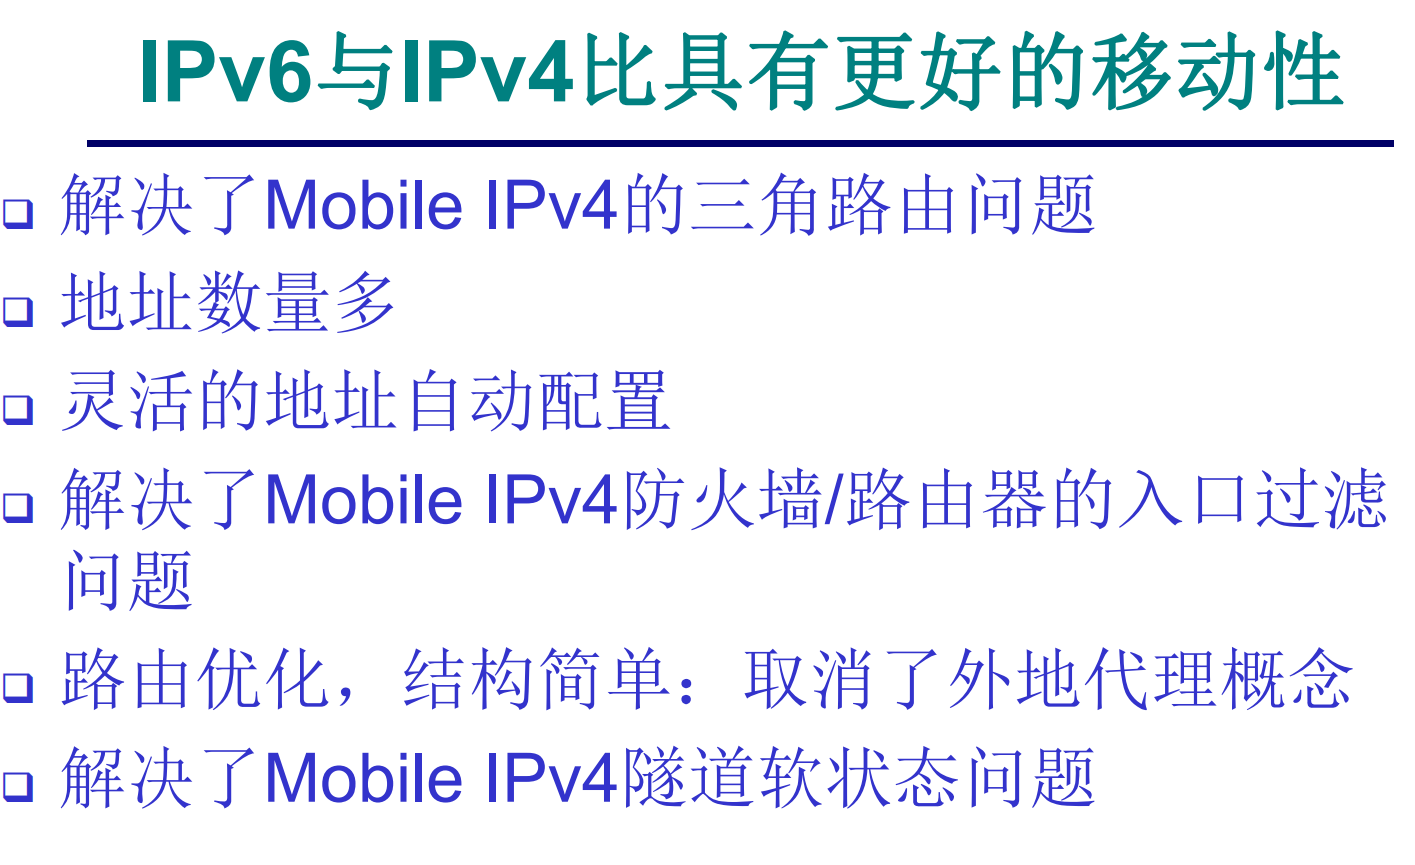 IPv6与IPv4比具有更好的移动性
解决了Mobile IPv4的三角路由问题
地址数量多
灵活的地址自动配置
解决了Mobile IPv4防火墙/路由器的入口过滤
问题
路由优化，结构简单：取消了外地代理概念
解决了Mobile IPv4隧道软状态问题